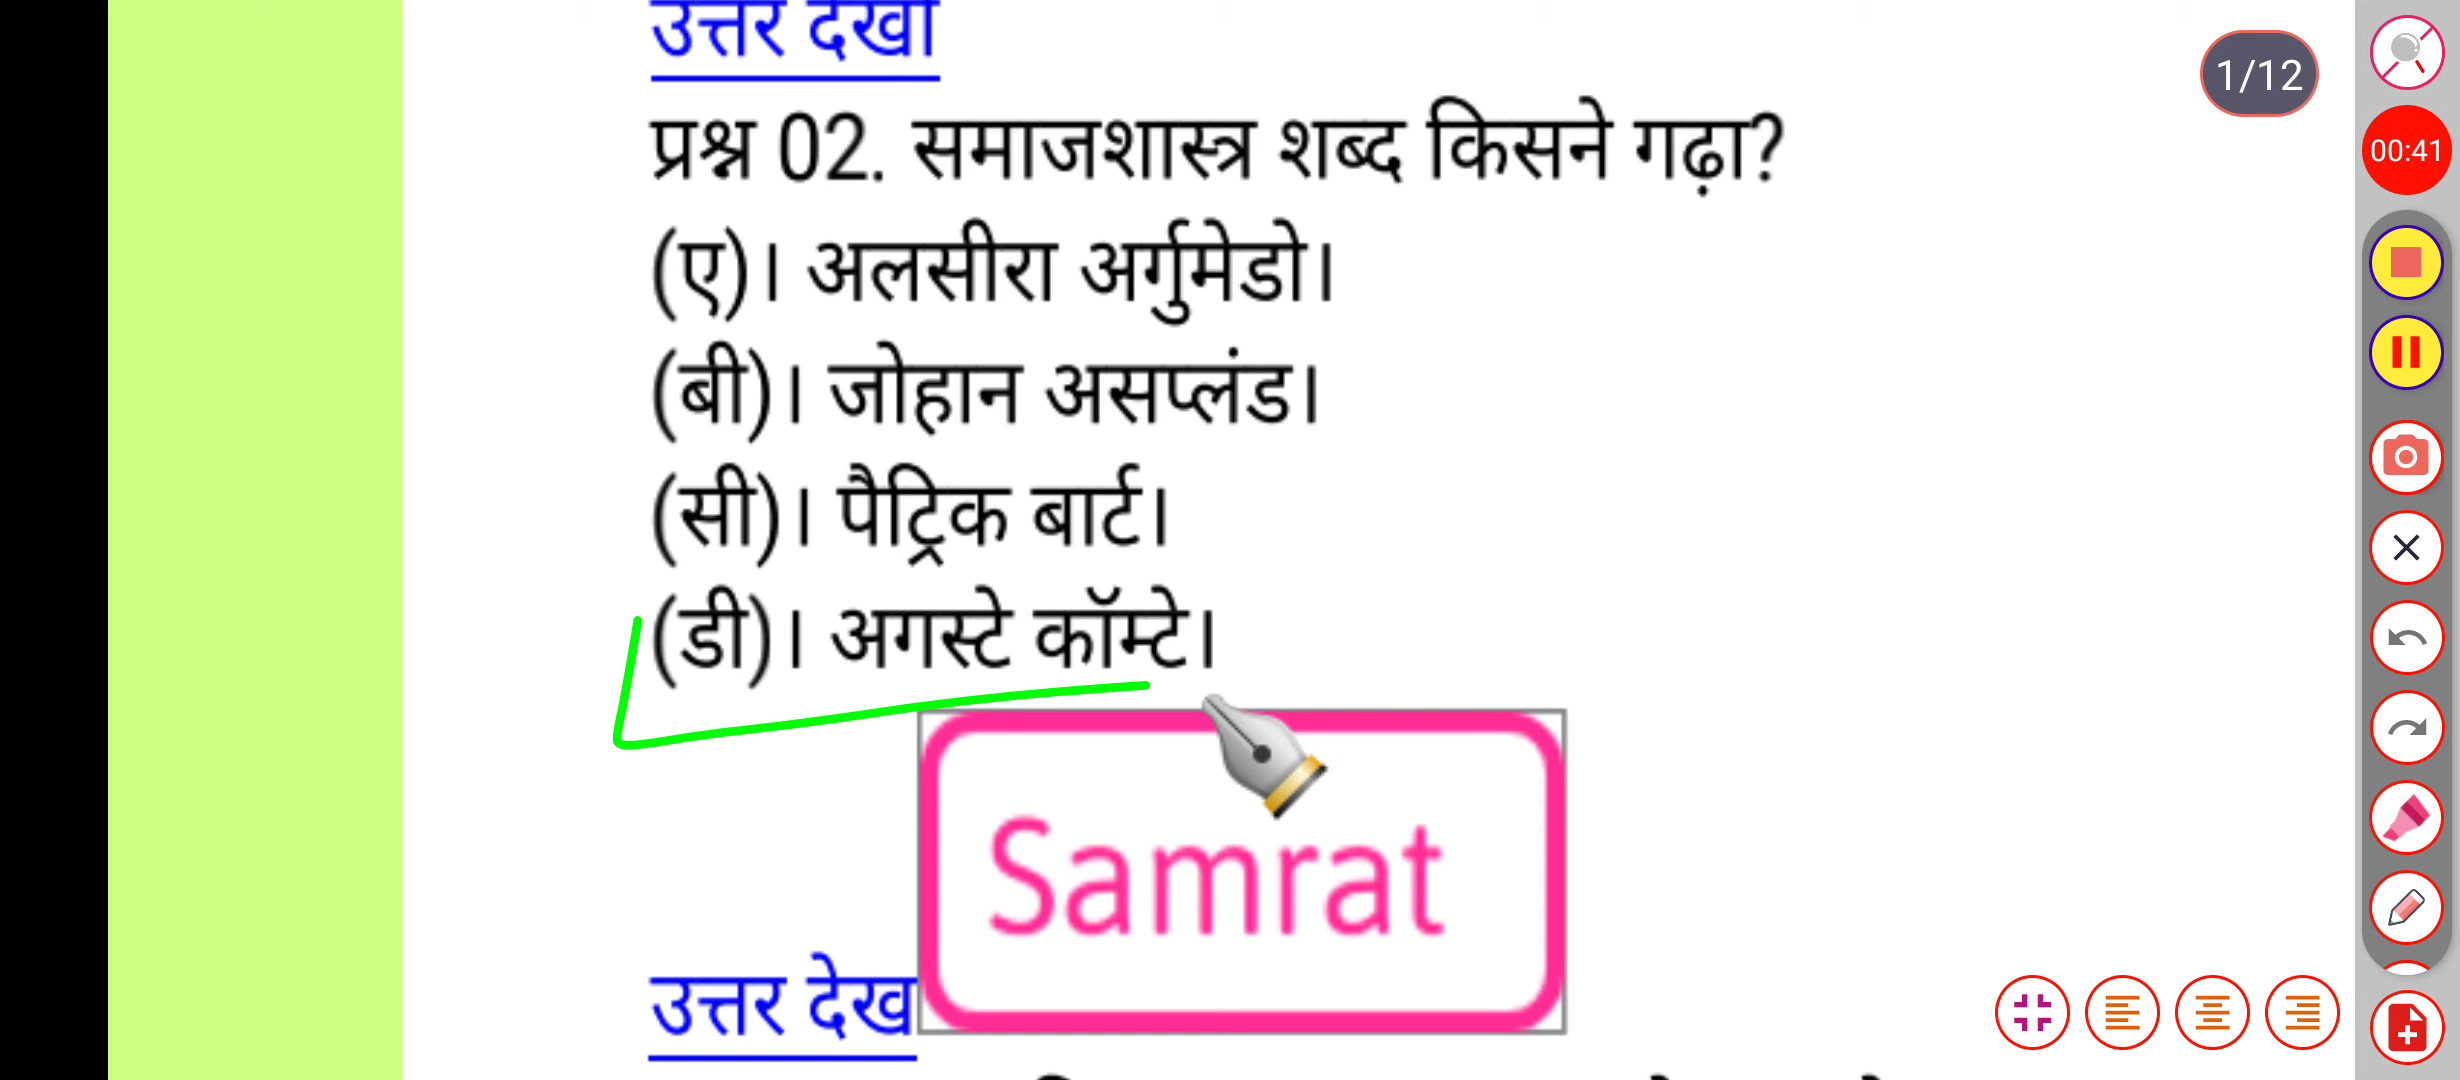 उत्तर देखो
1/12
00:41
प्रश्न 02. समाजशास्त्र शब्द किसने गढ़ा?
(ए)। अलसीरा अर्गुमेडो।
(बी)। जोहान असप्लंड।
(सी)। पैट्रिक बार्ट।
(डी)। अगस्टे कॉम्टे।
Samrat
उत्तर देख